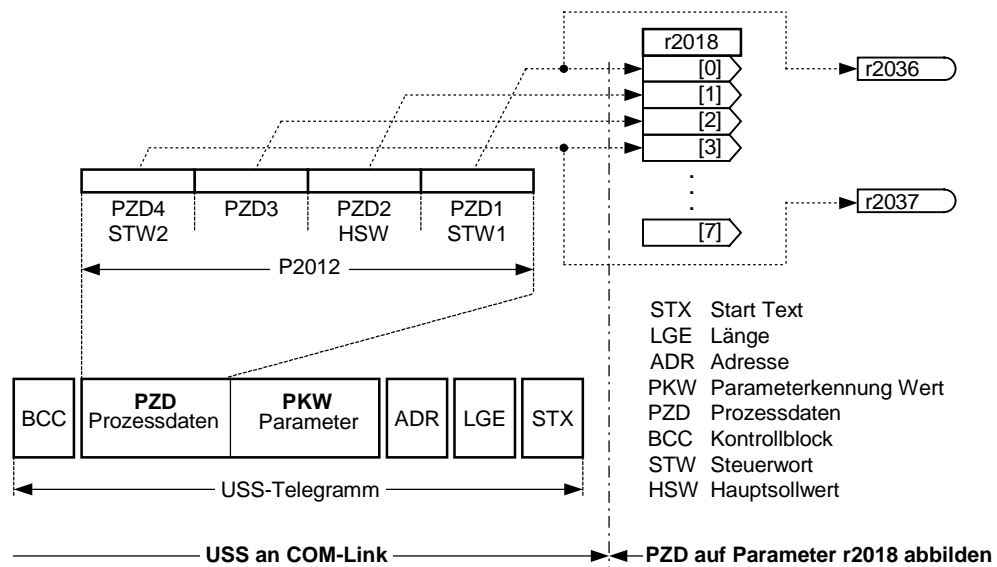 r2018
[0]
r2036
[1]
[2]
[3]
PZD4 PZD3 PZD2 PZD1
STW2 HSW STW1
r2037
[7]
P2012
STX Start Text
LGE Länge
ADR Adresse
PKW Parameterkennung Wert
PZD Prozessdaten
BCC Kontrollblock
STW Steuerwort
HSW Hauptsollwert
BCC
PZD
Prozessdaten
PKW
Parameter
ADR
LGE
STX
USS-Telegramm
USS an COM-Link
PZD auf Parameter r2018 abbilden